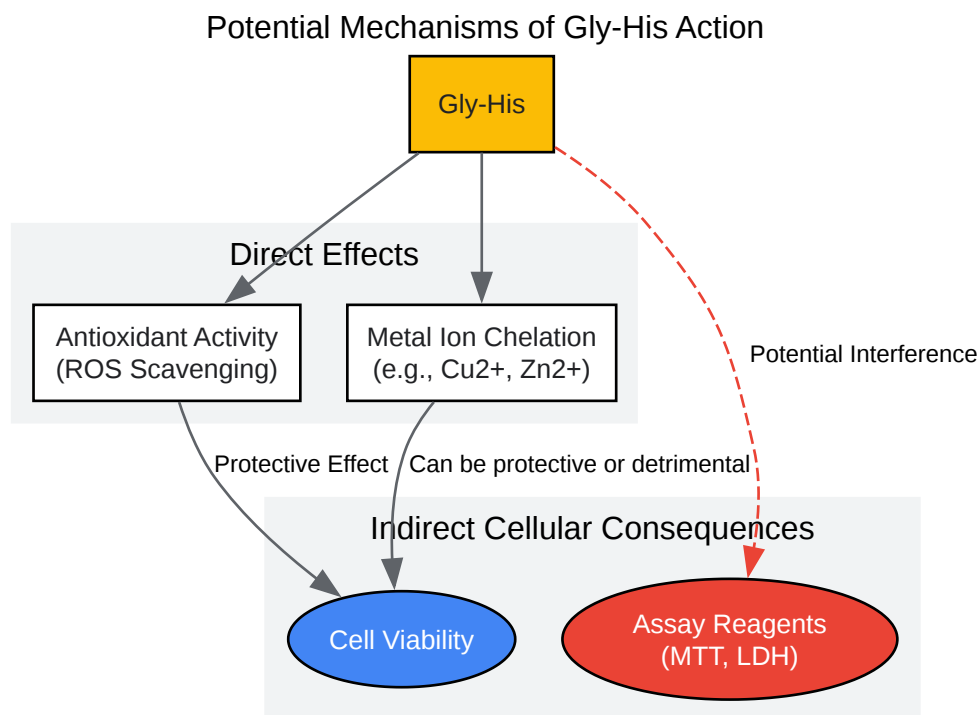 Potential Mechanisms of Gly-His Action
Gly-His
Direct Effects
Antioxidant Activity
(ROS Scavenging)
Metal Ion Chelation
(e.g., Cu2+, Zn2+)
Potential Interference
Protective Effect
Can be protective or detrimental
Indirect Cellular Consequences
Cell Viability
Assay Reagents
(MTT, LDH)